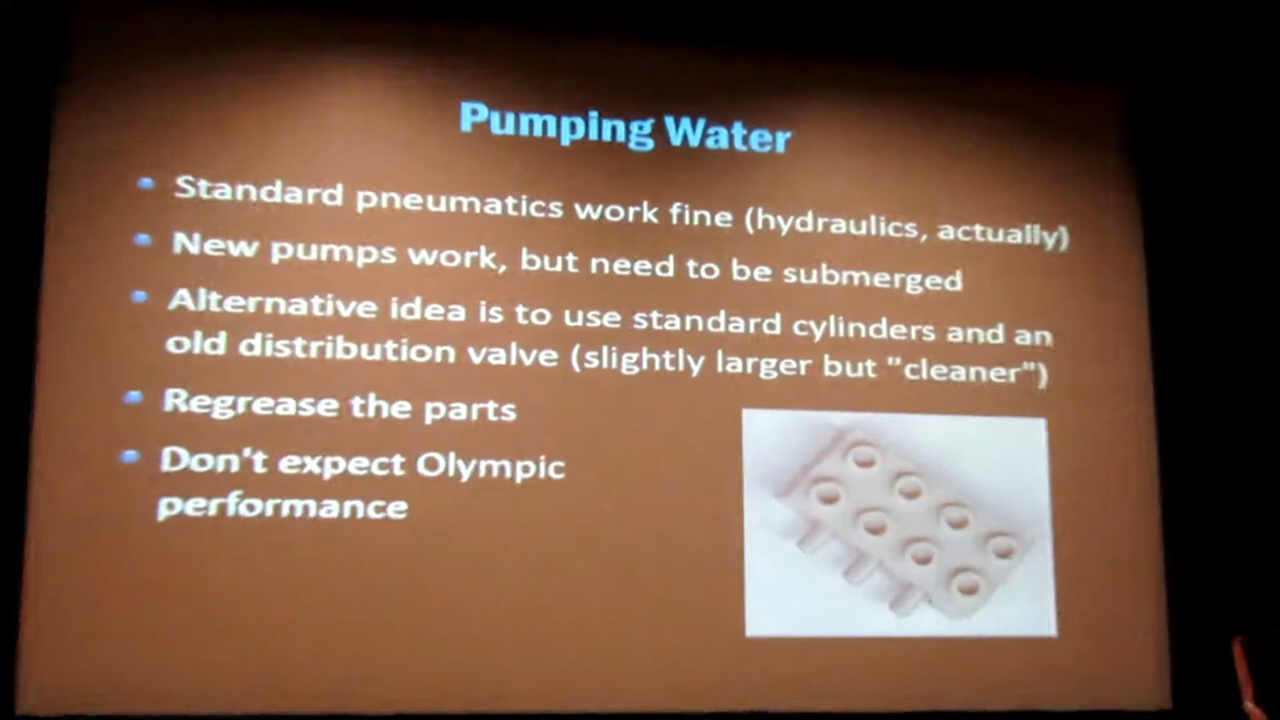 Pumping Water
Standard pneumatics work fine (hydraulics, actually)
New pumps work, but need to be submerged
Alternative idea is to use standard cylinders and an
old distribution valve (slightly larger but "cleaner")
Regrease the parts
Don't expect Olympic
performance